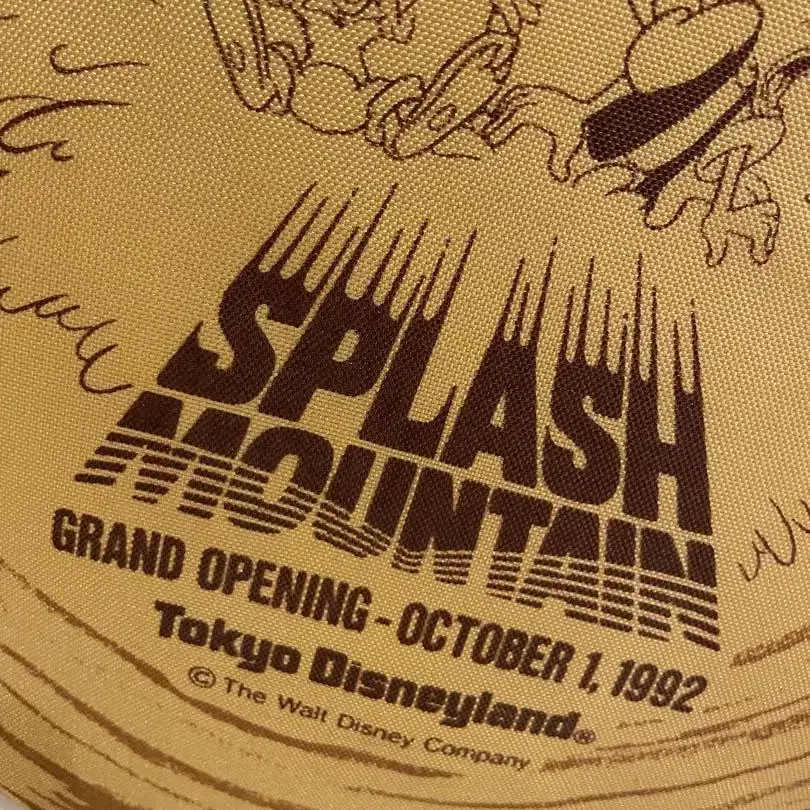 SPLASH
MOUNTAIN
GRAND OPENING - OCTOBER 1, 1992
Tokyo Disneyland®
© The Walt Disney Company